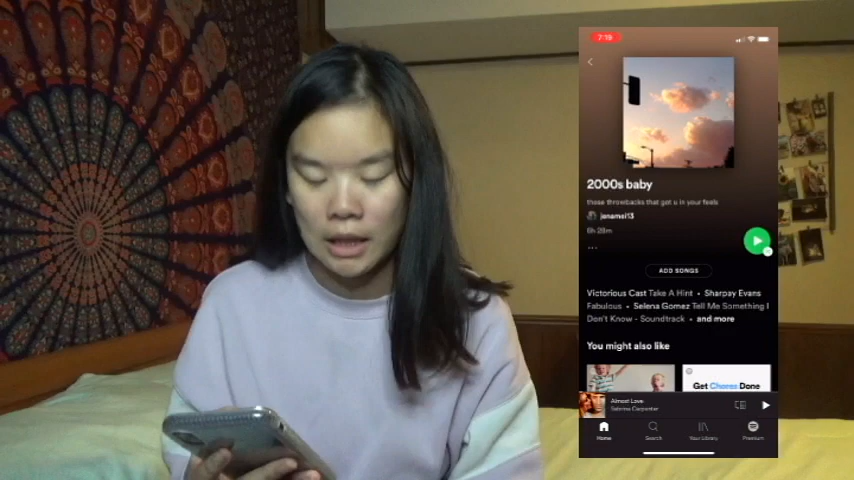 7:19
2000s baby
those throwbacks that got u in your feels
jenamei13
6h 28m
ADD SONGS
Victorious Cast Take A Hint • Sharpay Evans
Fabulous • Selena Gomez Tell Me Something I
Don't Know - Soundtrack • and more
You might also like
Get Chores Done
Almost Love
Sabrina Carpenter
Home Search Your Library Premium